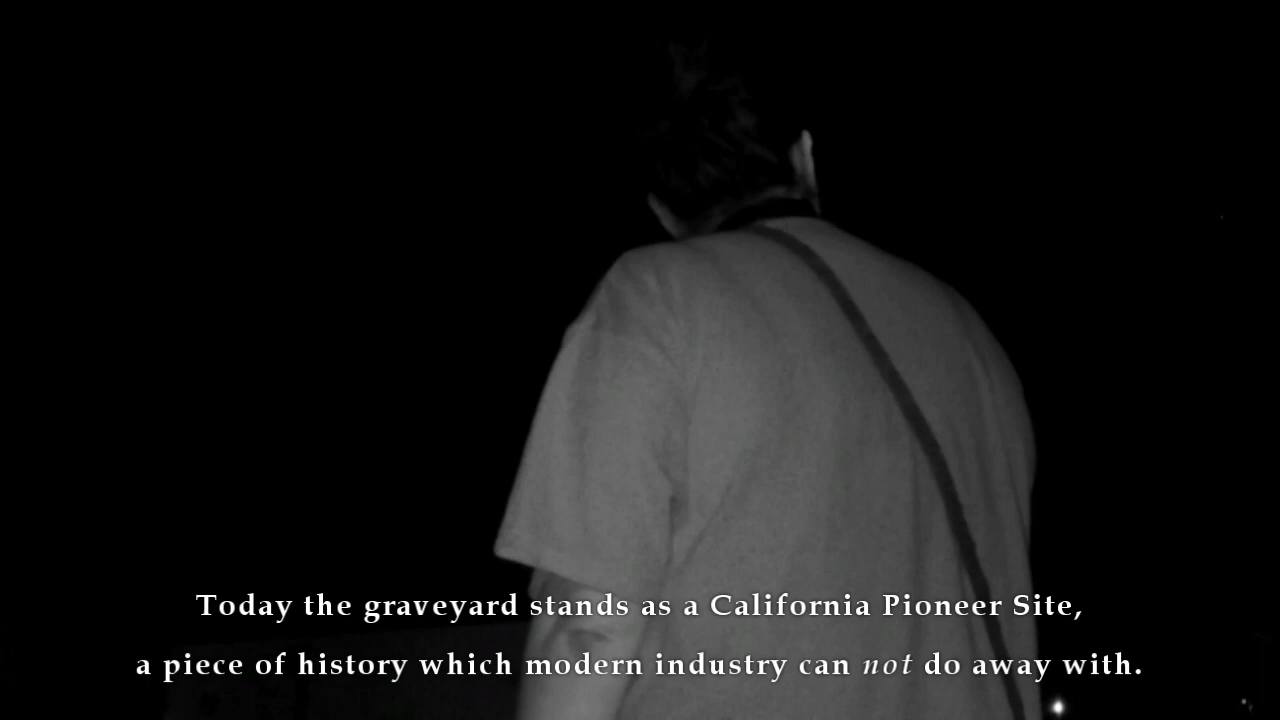 Today the graveyard stands as a California Pioneer Site,
a piece of history which modern industry can not do away with.